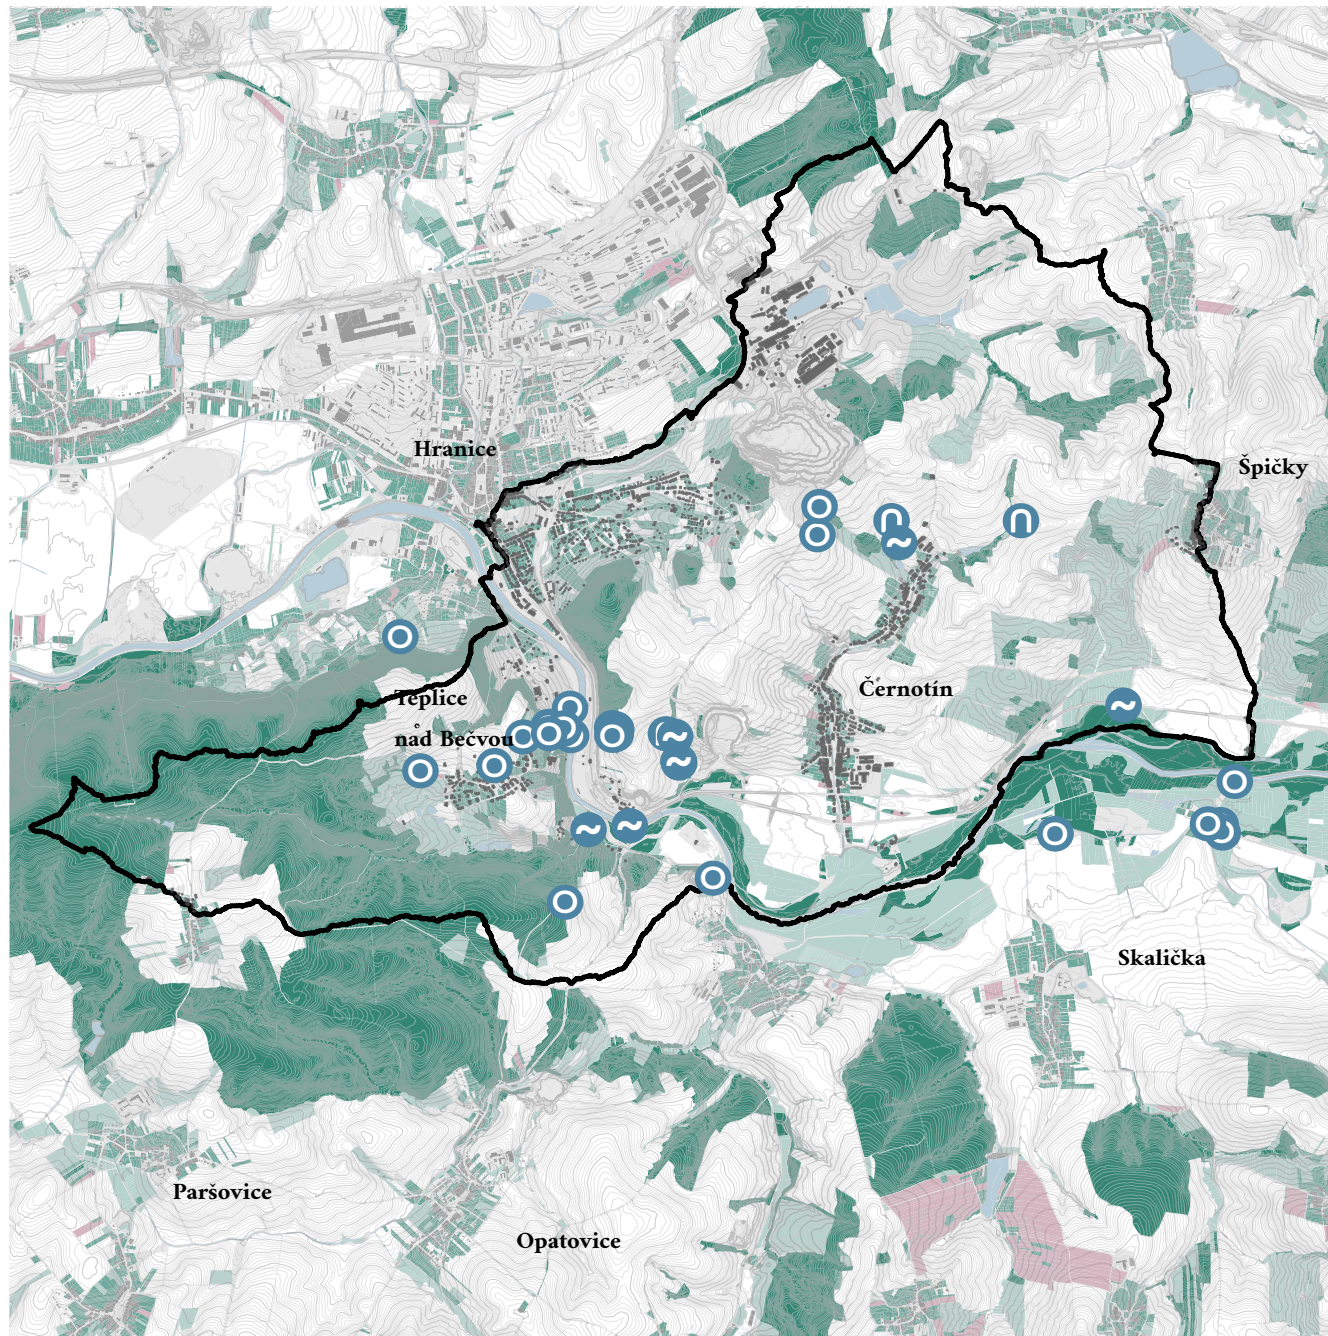 Hranice
Špičky
Černotín
Teplice
nad Bečvou
Skalička
Paršovice
Opatovice